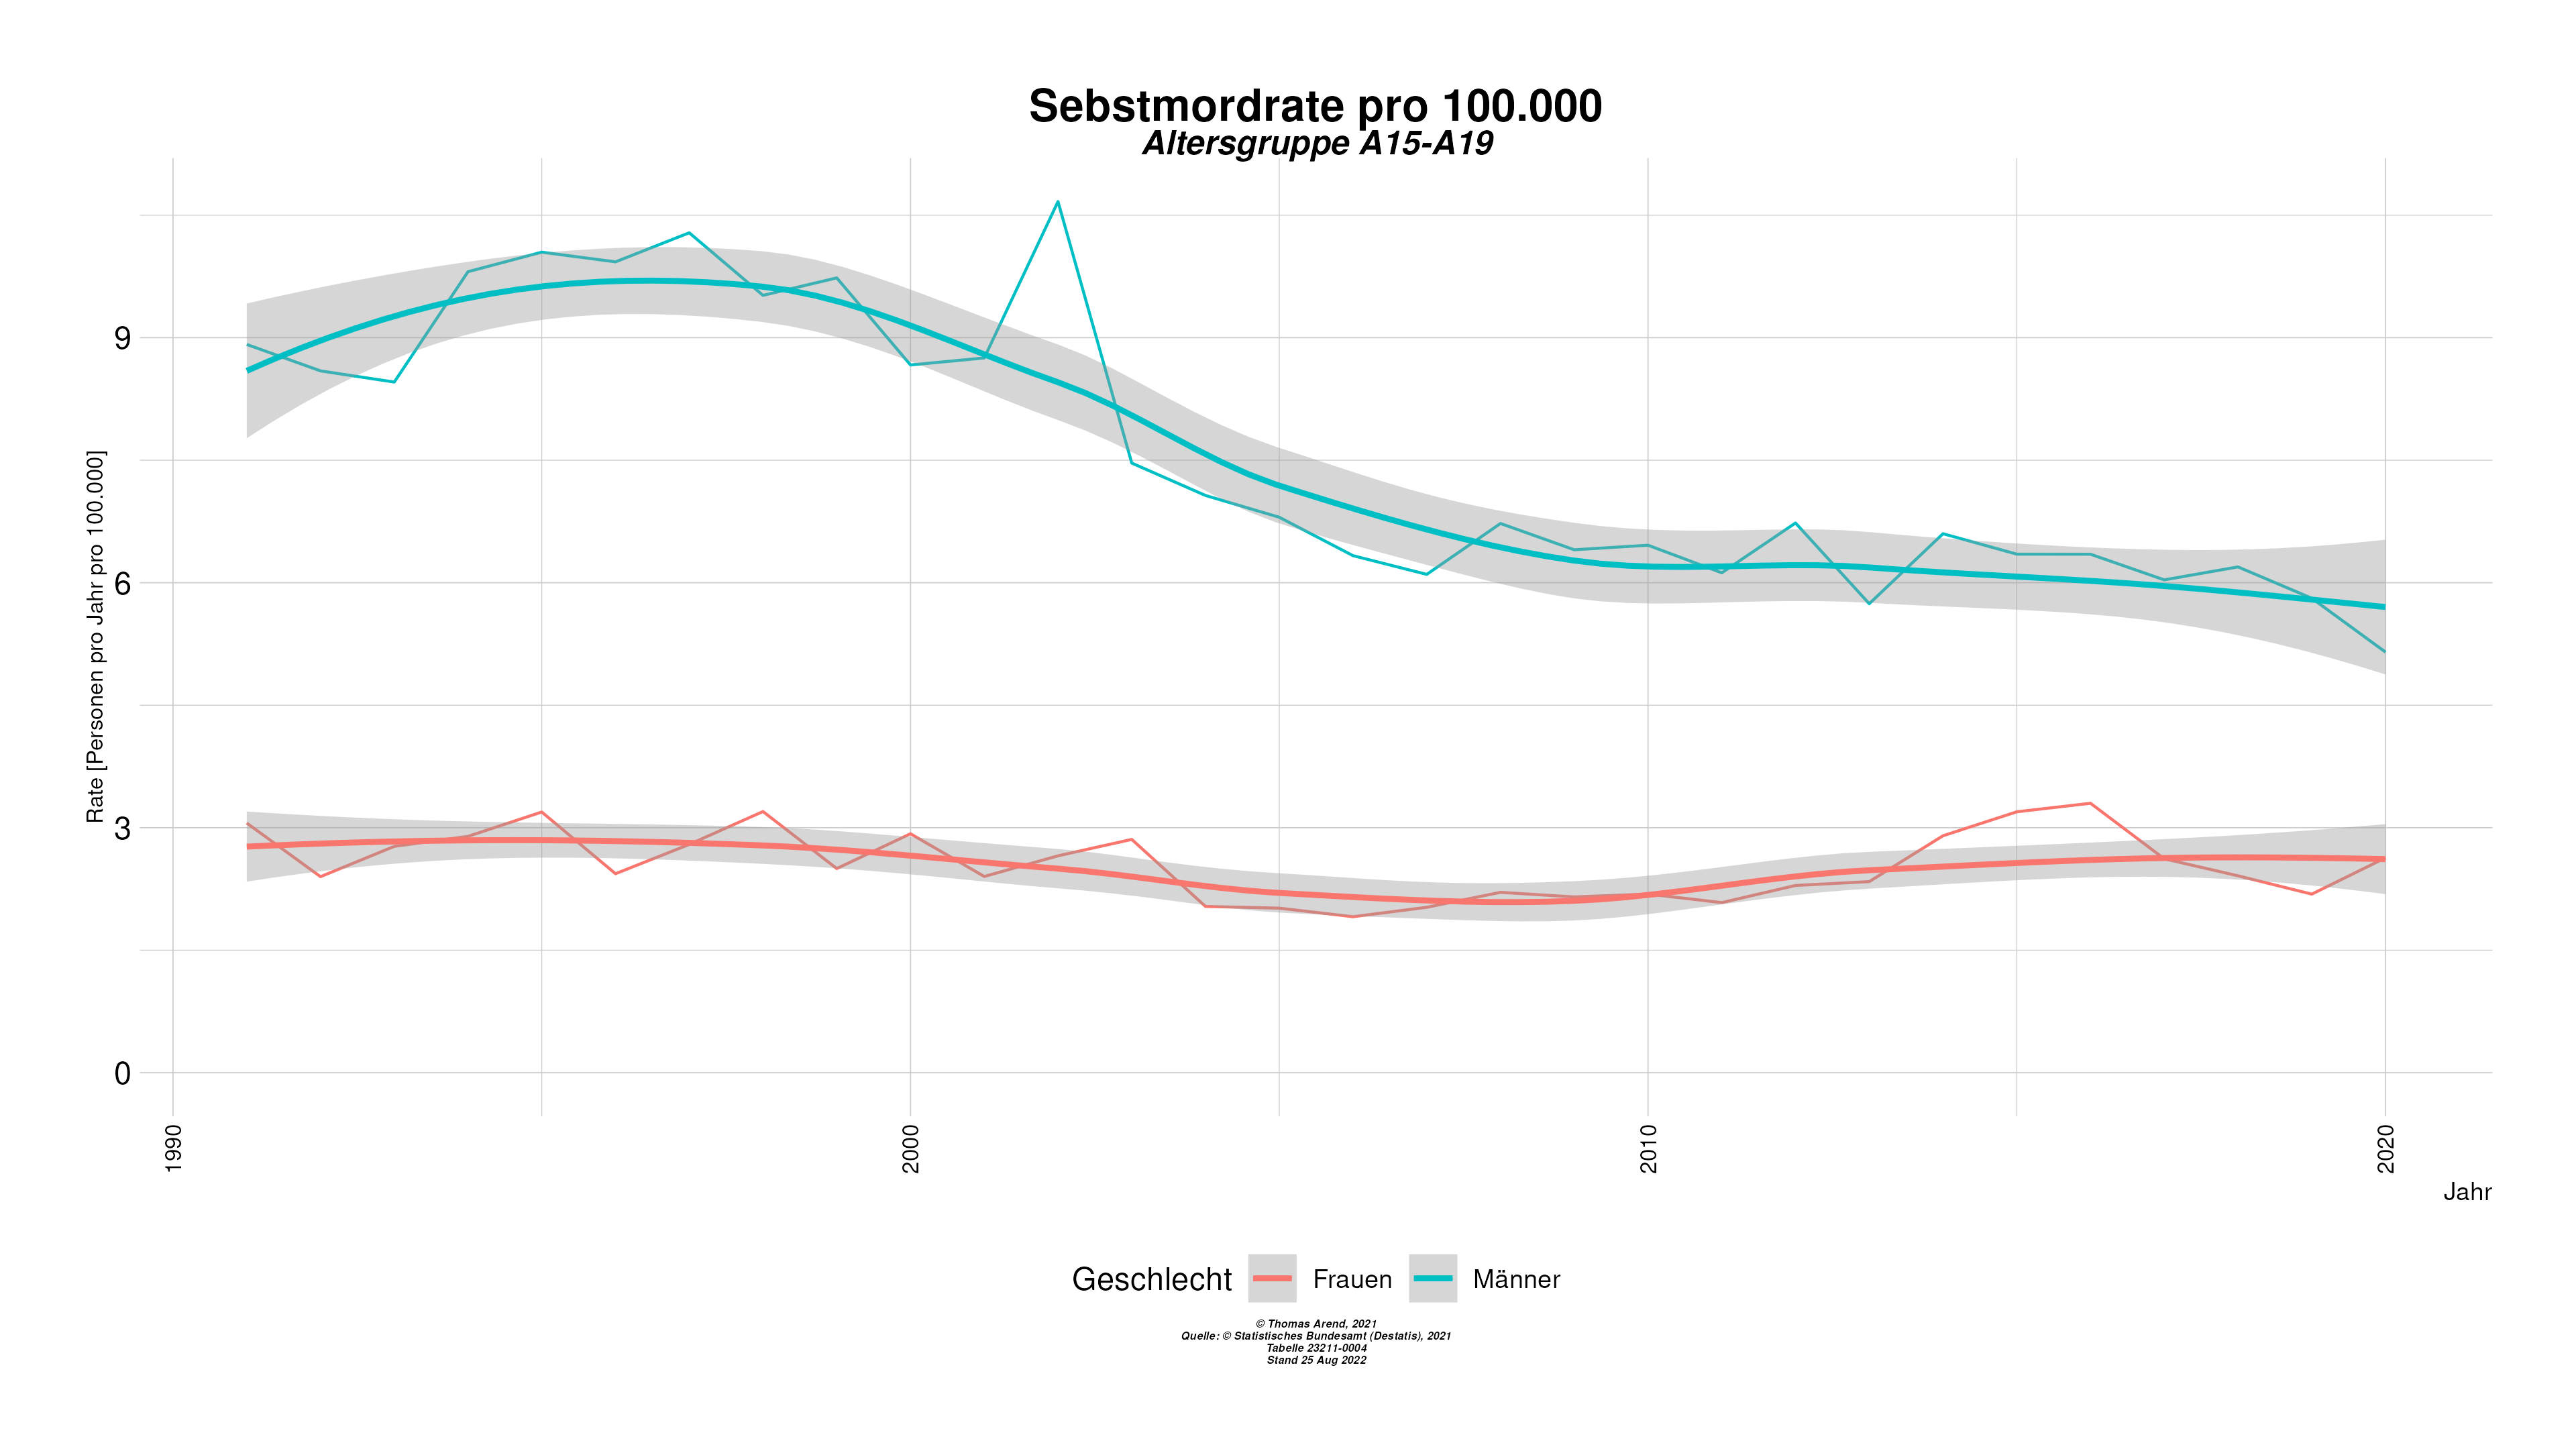 Sebstmordrate pro 100.000
Altersgruppe A15-A19
Rate [Personen pro Jahr pro 100.000]
9
6
3
0
1990
2000
2010
2020
Jahr
Geschlecht Frauen Männer
© Thomas Arend, 2021
Quelle: © Statistisches Bundesamt (Destatis), 2021
Tabelle 23211-0004
Stand 25 Aug 2022